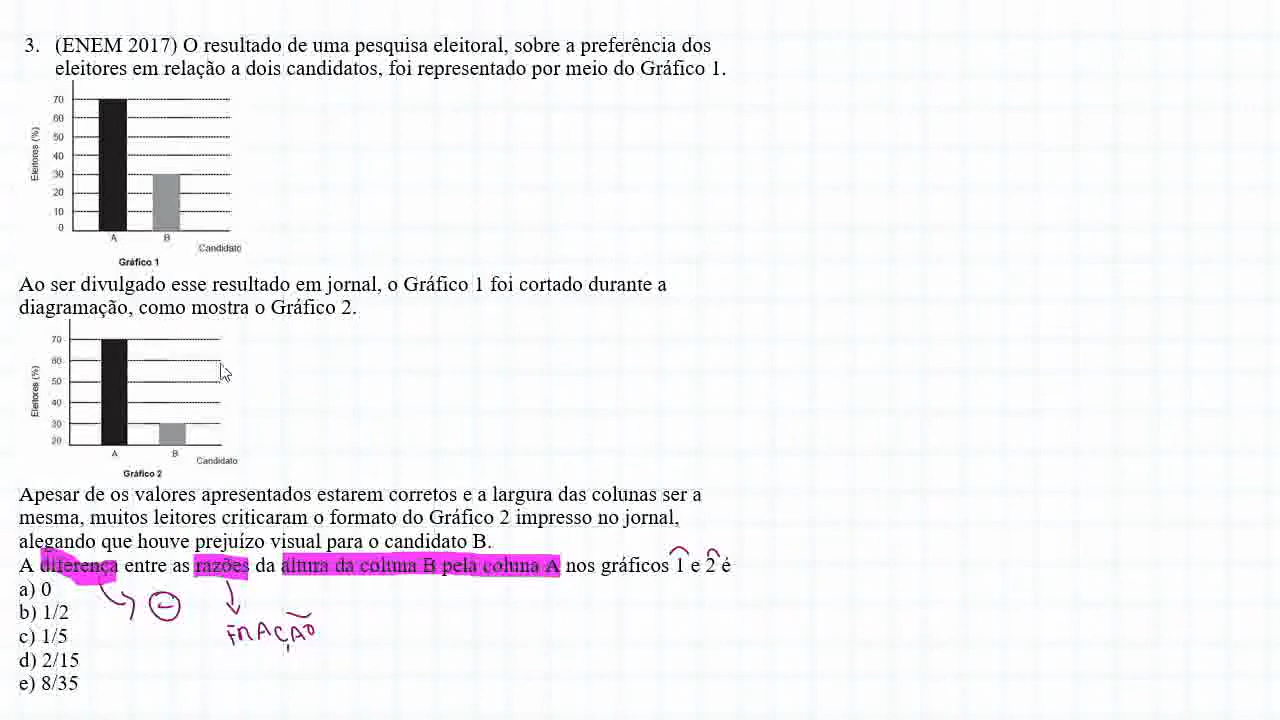 3. (ENEM 2017) O resultado de uma pesquisa eleitoral, sobre a preferência dos
eleitores em relação a dois candidatos, foi representado por meio do Gráfico 1.
Eleitores (%)
70
60
50
40
30
20
10
0
A B
Candidato
Gráfico 1
Ao ser divulgado esse resultado em jornal, o Gráfico 1 foi cortado durante a
diagramação, como mostra o Gráfico 2.
Eleitores (%)
70
60
50
40
30
20
A B
Candidato
Gráfico 2
Apesar de os valores apresentados estarem corretos e a largura das colunas ser a
mesma, muitos leitores criticaram o formato do Gráfico 2 impresso no jornal,
alegando que houve prejuízo visual para o candidato B.
A diferença entre as razões da altura da coluna B pela coluna A nos gráficos 1 e 2 é
a) 0
b) 1/2
c) 1/5
d) 2/15
e) 8/35
-
FRAÇÃO